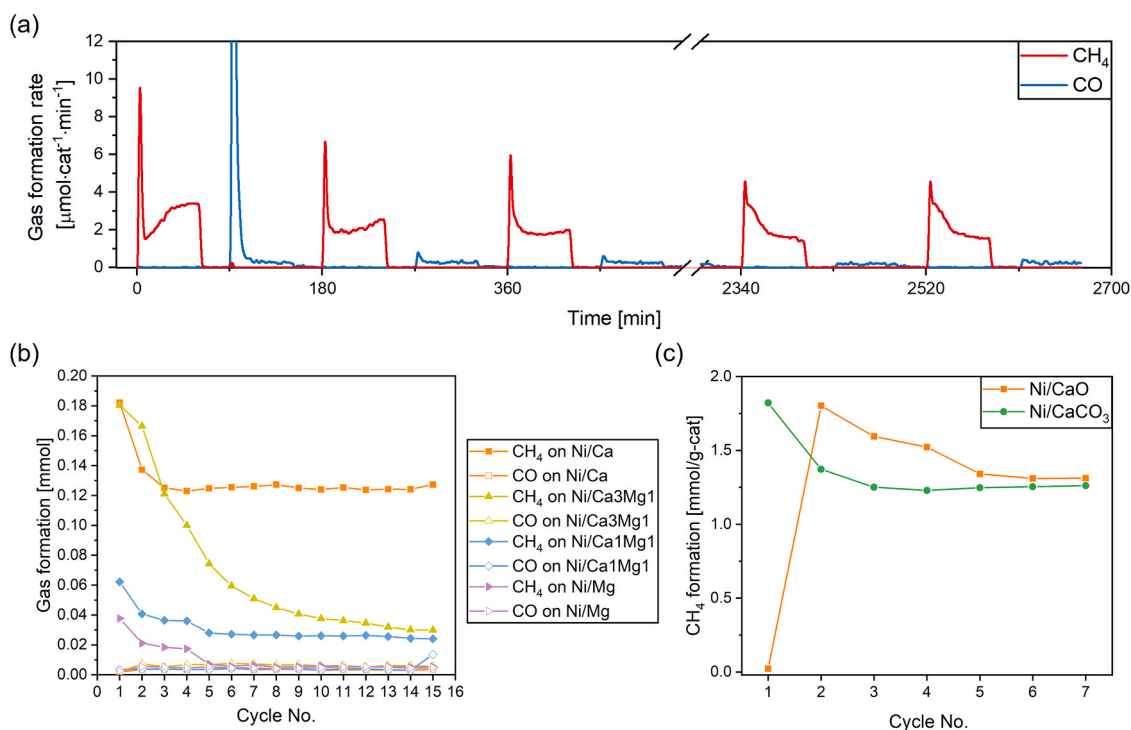 (a)
Gas formation rate
[μmol·cat⁻¹·min⁻¹]
12
10
8
6
4
2
0
CH₄
CO
0
180
360
2340
2520
2700
Time [min]
(b)
Gas formation [mmol]
0.20
0.18
0.16
0.14
0.12
0.10
0.08
0.06
0.04
0.02
0.00
0 1 2 3 4 5 6 7 8 9 10 11 12 13 14 15 16
Cycle No.
CH₄ on Ni/Ca
CO on Ni/Ca
CH₄ on Ni/Ca3Mg1
CO on Ni/Ca3Mg1
CH₄ on Ni/Ca1Mg1
CO on Ni/Ca1Mg1
CH₄ on Ni/Mg
CO on Ni/Mg
(c)
CH₄ formation [mmol/g-cat]
2.0
1.5
1.0
0.5
0.0
Ni/CaO
Ni/CaCO₃
1 2 3 4 5 6 7
Cycle No.